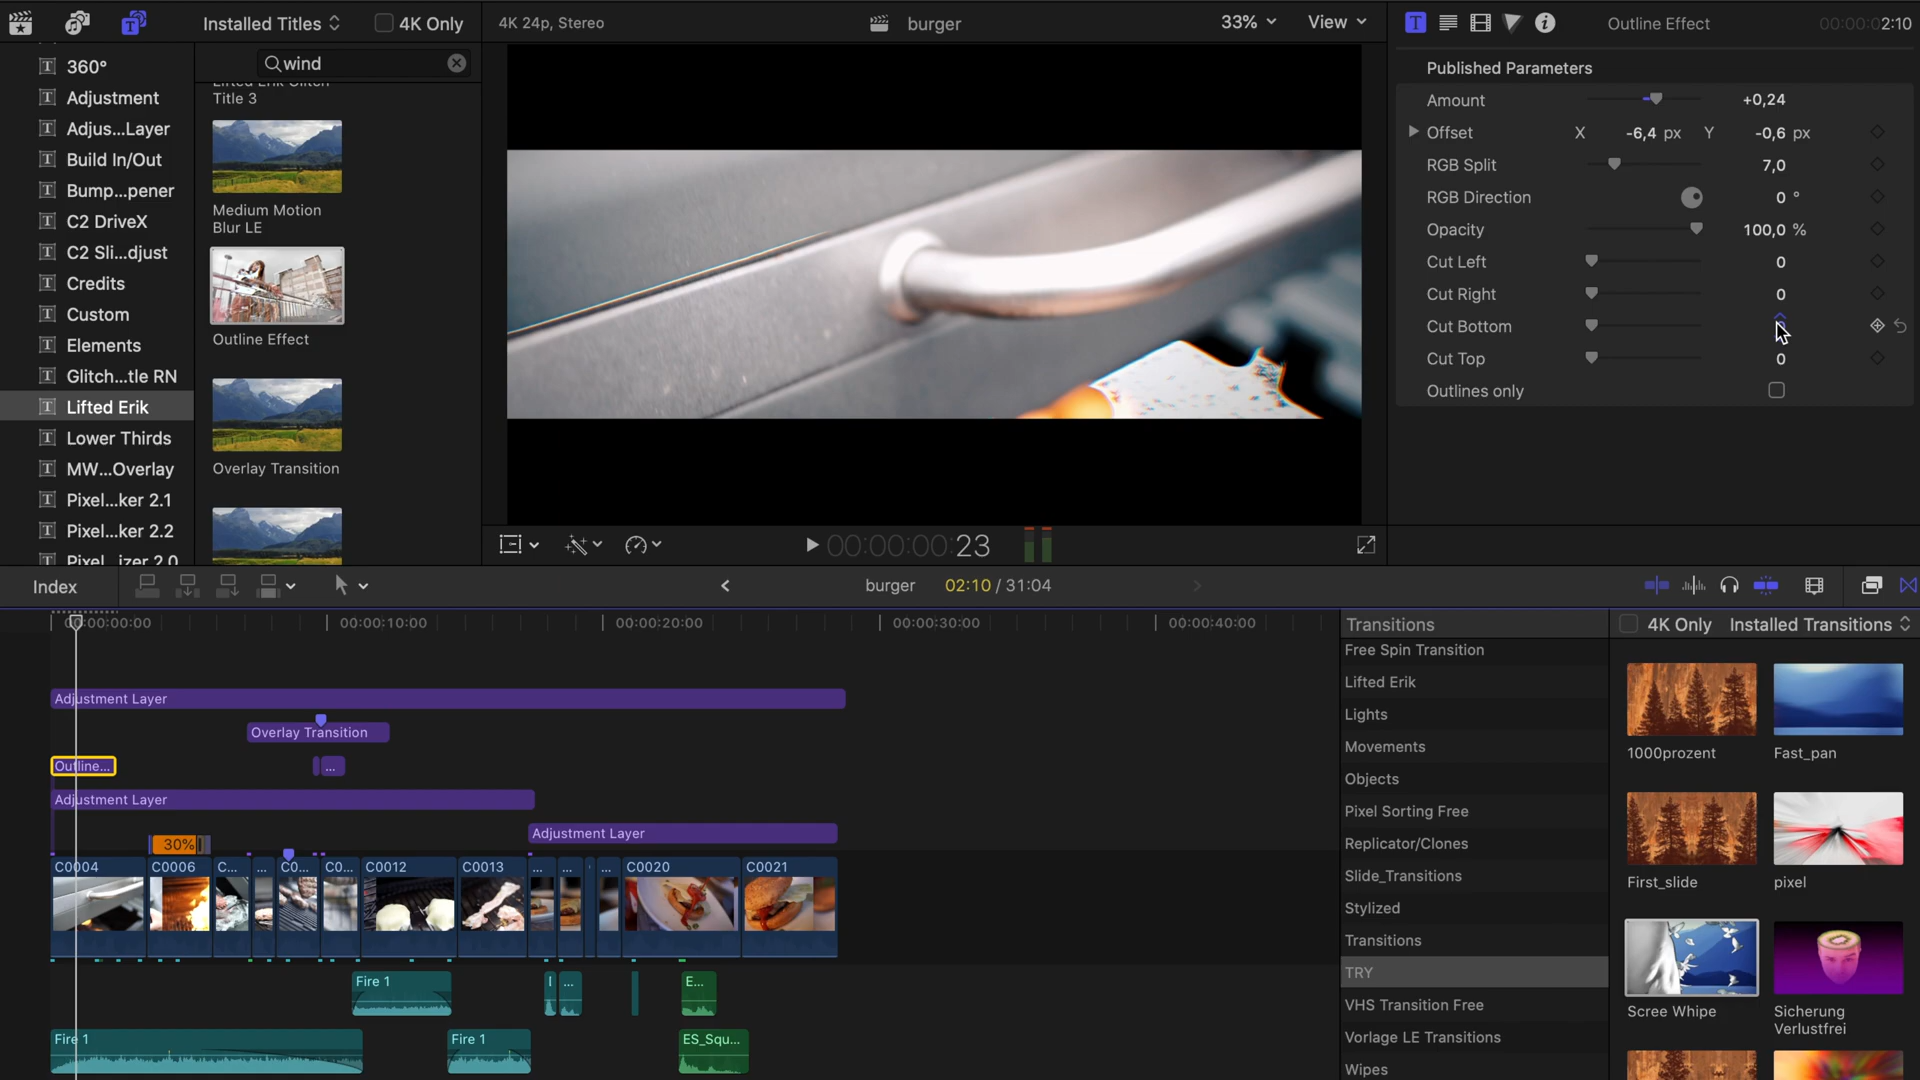 Installed Titles
4K Only
4K 24p, Stereo
burger
33%
View
Outline Effect
00:00:02:10
360°
Adjustment
Adjus...Layer
Build In/Out
Bump...pener
C2 DriveX
C2 Sli...djust
Credits
Custom
Elements
Glitch...tle RN
Lifted Erik
Lower Thirds
MW...Overlay
Pixel...ker 2.1
Pixel...ker 2.2
Pixel...izer 2.0
wind
Lifted Erik Glitch
Title 3
Medium Motion
Blur LE
Outline Effect
Overlay Transition
Published Parameters
Amount +0,24
Offset X -6,4 px Y -0,6 px
RGB Split 7,0
RGB Direction 0 °
Opacity 100,0 %
Cut Left 0
Cut Right 0
Cut Bottom
Cut Top 0
Outlines only
00:00:00:23
Index
burger
02:10 / 31:04
00:00:00:00
00:00:10:00
00:00:20:00
00:00:30:00
00:00:40:00
Adjustment Layer
Overlay Transition
Outline...
...
Adjustment Layer
Adjustment Layer
30%
C0004
C0006
C...
...
C0...
C0...
C0012
C0013
...
...
...
C0020
C0021
Fire 1
...
E...
Fire 1
Fire 1
ES_Squ...
Transitions
Free Spin Transition
Lifted Erik
Lights
Movements
Objects
Pixel Sorting Free
Replicator/Clones
Slide_Transitions
Stylized
Transitions
TRY
VHS Transition Free
Vorlage LE Transitions
Wipes
4K Only
Installed Transitions
1000prozent
Fast_pan
First_slide
pixel
Scree Whipe
Sicherung
Verlustfrei